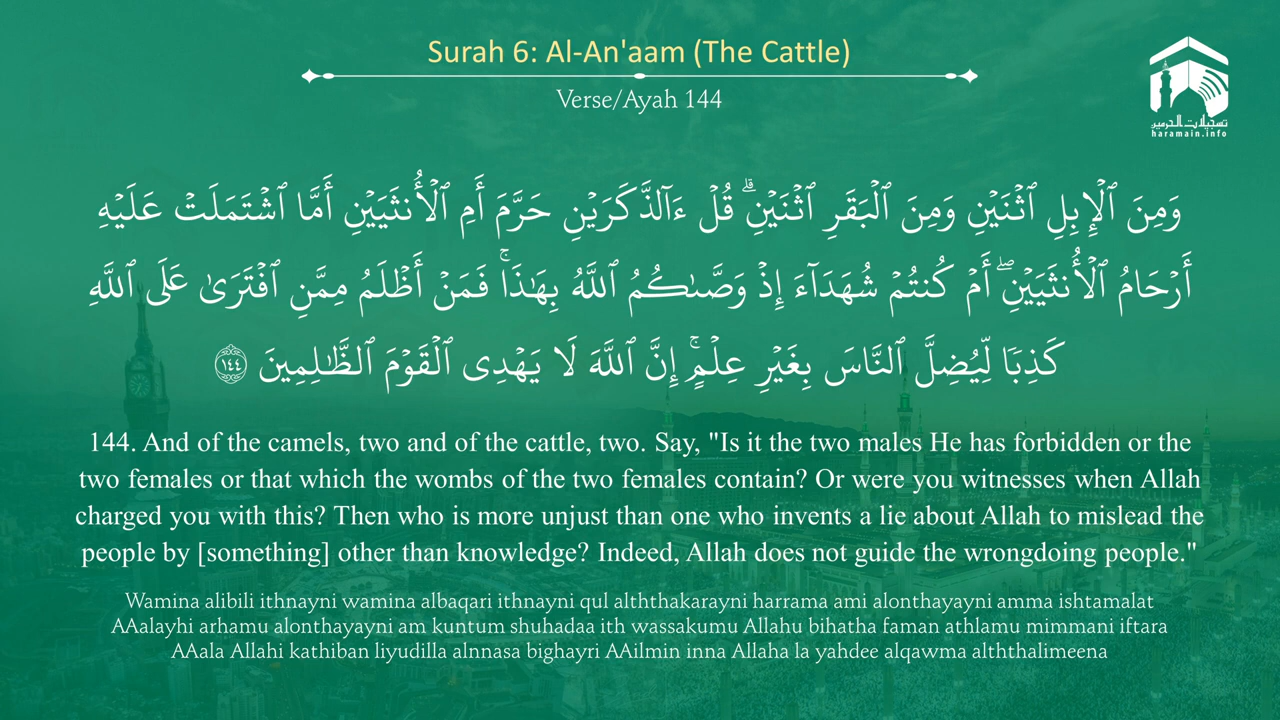 Surah 6: Al-An'aam (The Cattle)
Verse/Ayah 144
تسجيلات الحرمين
haramain.info
وَمِنَ ٱلْإِبِلِ ٱثْنَيْنِ وَمِنَ ٱلْبَقَرِ ٱثْنَيْنِ ۗ قُلْ ءَآلذَّكَرَيْنِ حَرَّمَ أَمِ ٱلْأُنثَيَيْنِ أَمَّا ٱشْتَمَلَتْ عَلَيْهِ
أَرْحَامُ ٱلْأُنثَيَيْنِ ۖ أَمْ كُنتُمْ شُهَدَآءَ إِذْ وَصَّىٰكُمُ ٱللَّهُ بِهَٰذَا ۚ فَمَنْ أَظْلَمُ مِمَّنِ ٱفْتَرَىٰ عَلَى ٱللَّهِ
كَذِبًا لِّيُضِلَّ ٱلنَّاسَ بِغَيْرِ عِلْمٍ ۚ إِنَّ ٱللَّهَ لَا يَهْدِى ٱلْقَوْمَ ٱلظَّٰلِمِينَ ١٤٤
144. And of the camels, two and of the cattle, two. Say, "Is it the two males He has forbidden or the
two females or that which the wombs of the two females contain? Or were you witnesses when Allah
charged you with this? Then who is more unjust than one who invents a lie about Allah to mislead the
people by [something] other than knowledge? Indeed, Allah does not guide the wrongdoing people."
Wamina alibili ithnayni wamina albaqari ithnayni qul alththakarayni harrama ami alonthayayni amma ishtamalat
AAalayhi arhamu alonthayayni am kuntum shuhadaa ith wassakumu Allahu bihatha faman athlamu mimmani iftara
AAala Allahi kathiban liyudilla alnnasa bighayri AAilmin inna Allaha la yahdee alqawma alththalimeena